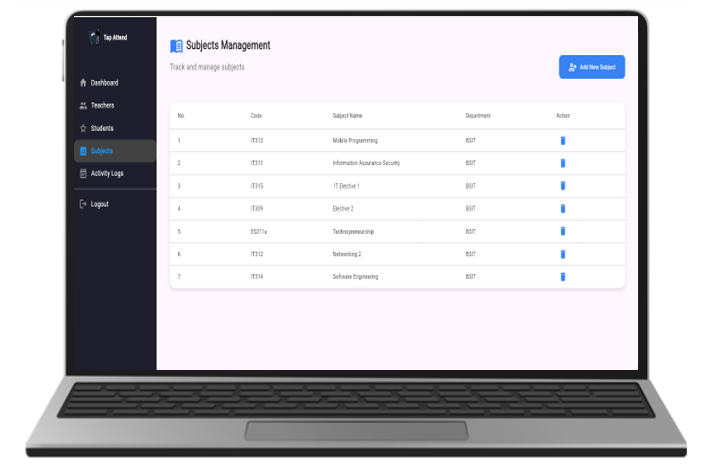 Tap Attend
Dashboard
Teachers
Students
Subjects
Activity Logs
Logout
Subjects Management
Track and manage subjects
Add New Subject
No. Code Subject Name Department Action
1 IT313 Mobile Programming BSIT
2 IT311 Information Assurance Security BSIT
3 IT315 IT Elective 1 BSIT
4 IT309 Elective 2 BSIT
5 ES211a Technopreneurship BSIT
6 IT312 Networking 2 BSIT
7 IT314 Software Engineering BSIT